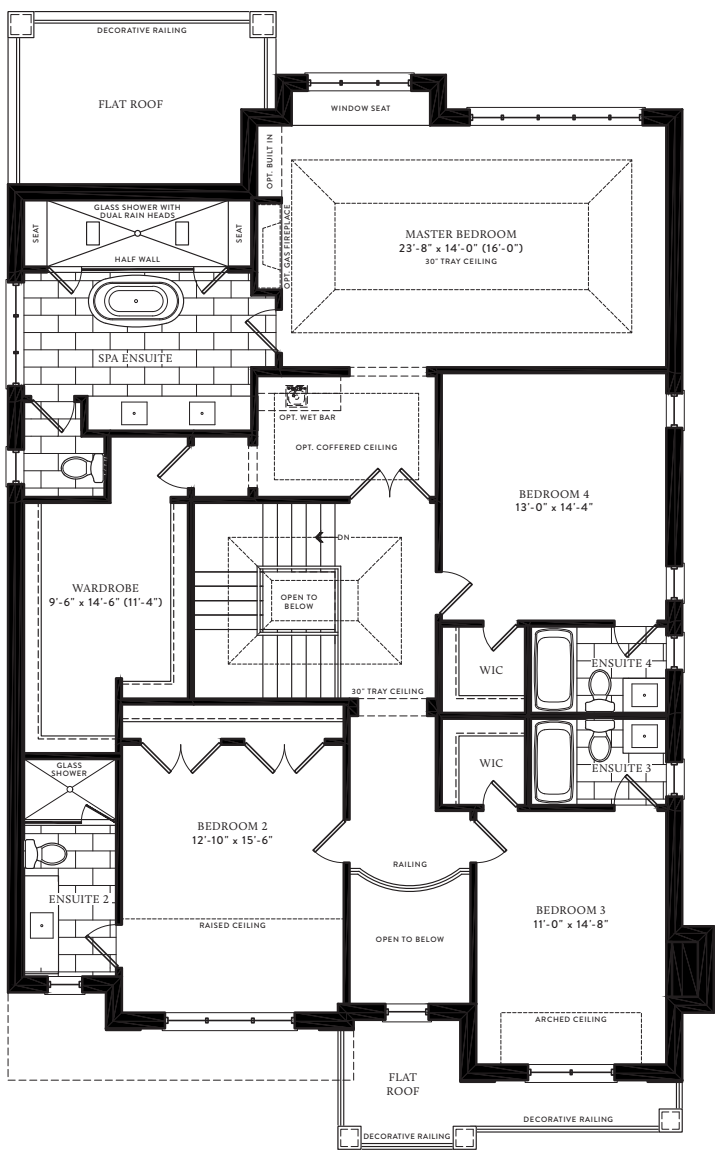 DECORATIVE RAILING
FLAT ROOF
WINDOW SEAT
OPT. BUILT IN
GLASS SHOWER WITH
DUAL RAIN HEADS
SEAT
SEAT
HALF WALL
OPT. GAS FIREPLACE
MASTER BEDROOM
23'-8" x 14'-0" (16'-0")
30" TRAY CEILING
SPA ENSUITE
OPT. WET BAR
OPT. COFFERED CEILING
BEDROOM 4
13'-0" x 14'-4"
DN
WARDROBE
9'-6" x 14'-6" (11'-4")
OPEN TO
BELOW
WIC
ENSUITE 4
30" TRAY CEILING
GLASS
SHOWER
WIC
ENSUITE 3
BEDROOM 2
12'-10" x 15'-6"
RAILING
ENSUITE 2
RAISED CEILING
OPEN TO BELOW
BEDROOM 3
11'-0" x 14'-8"
ARCHED CEILING
FLAT
ROOF
DECORATIVE RAILING
DECORATIVE RAILING